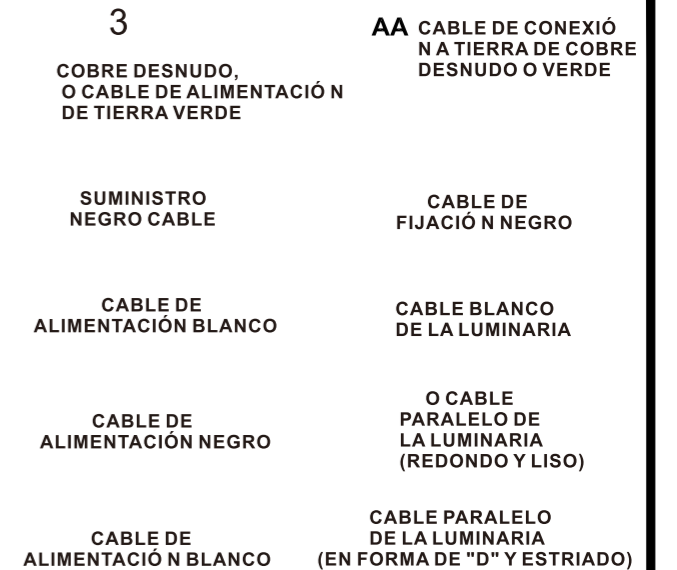 3
AA CABLE DE CONEXIÓ
N A TIERRA DE COBRE
DESNUDO O VERDE
COBRE DESNUDO,
O CABLE DE ALIMENTACIÓ N
DE TIERRA VERDE
SUMINISTRO
NEGRO CABLE
CABLE DE
FIJACIÓ N NEGRO
CABLE DE
ALIMENTACIÓN BLANCO
CABLE BLANCO
DE LA LUMINARIA
CABLE DE
ALIMENTACIÓN NEGRO
O CABLE
PARALELO DE
LA LUMINARIA
(REDONDO Y LISO)
CABLE DE
ALIMENTACIÓ N BLANCO
CABLE PARALELO
DE LA LUMINARIA
(EN FORMA DE "D" Y ESTRIADO)